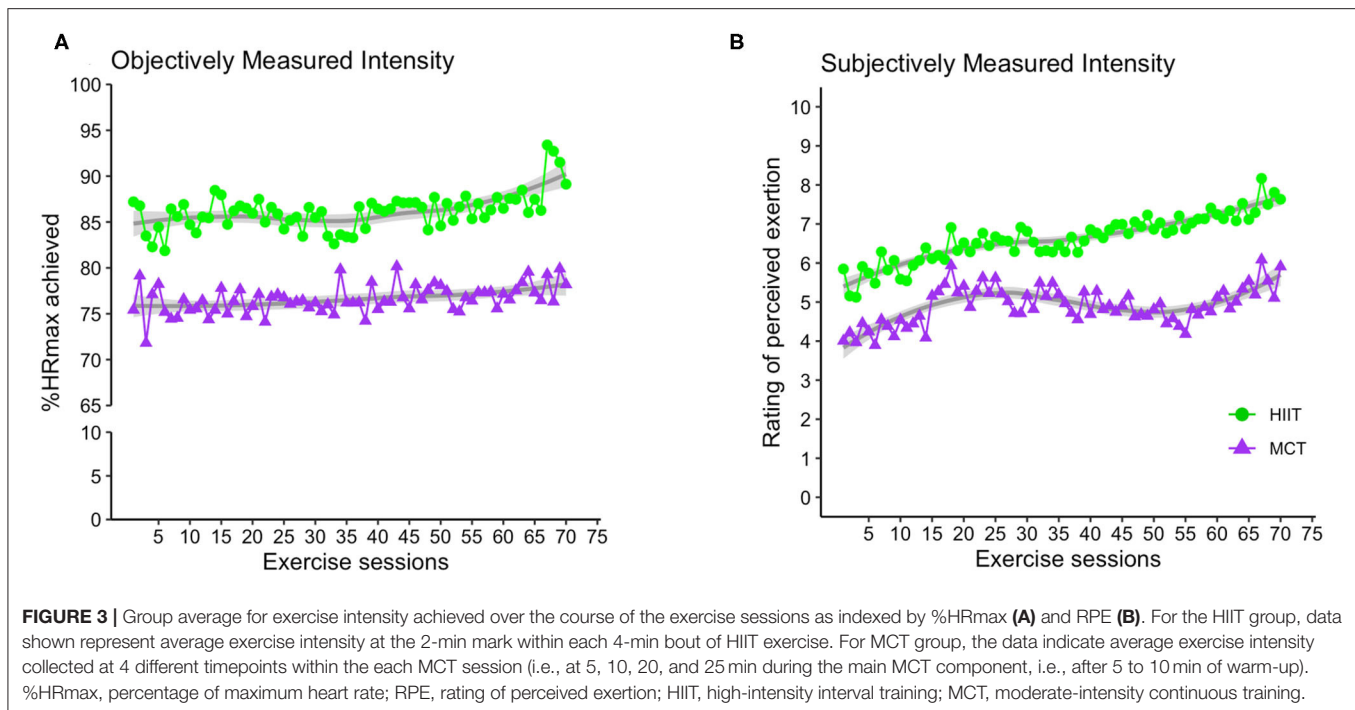 A
Objectively Measured Intensity
100
95
90
85
80
75
70
65
10
5
0
%HRmax achieved
5 10 15 20 25 30 35 40 45 50 55 60 65 70 75
Exercise sessions
B
Subjectively Measured Intensity
10
9
8
7
6
5
4
3
2
1
0
Rating of perceived exertion
HIIT
MCT
5 10 15 20 25 30 35 40 45 50 55 60 65 70 75
Exercise sessions
FIGURE 3 | Group average for exercise intensity achieved over the course of the exercise sessions as indexed by %HRmax (A) and RPE (B). For the HIIT group, data
shown represent average exercise intensity at the 2-min mark within each 4-min bout of HIIT exercise. For MCT group, the data indicate average exercise intensity
collected at 4 different timepoints within the each MCT session (i.e., at 5, 10, 20, and 25 min during the main MCT component, i.e., after 5 to 10 min of warm-up).
%HRmax, percentage of maximum heart rate; RPE, rating of perceived exertion; HIIT, high-intensity interval training; MCT, moderate-intensity continuous training.